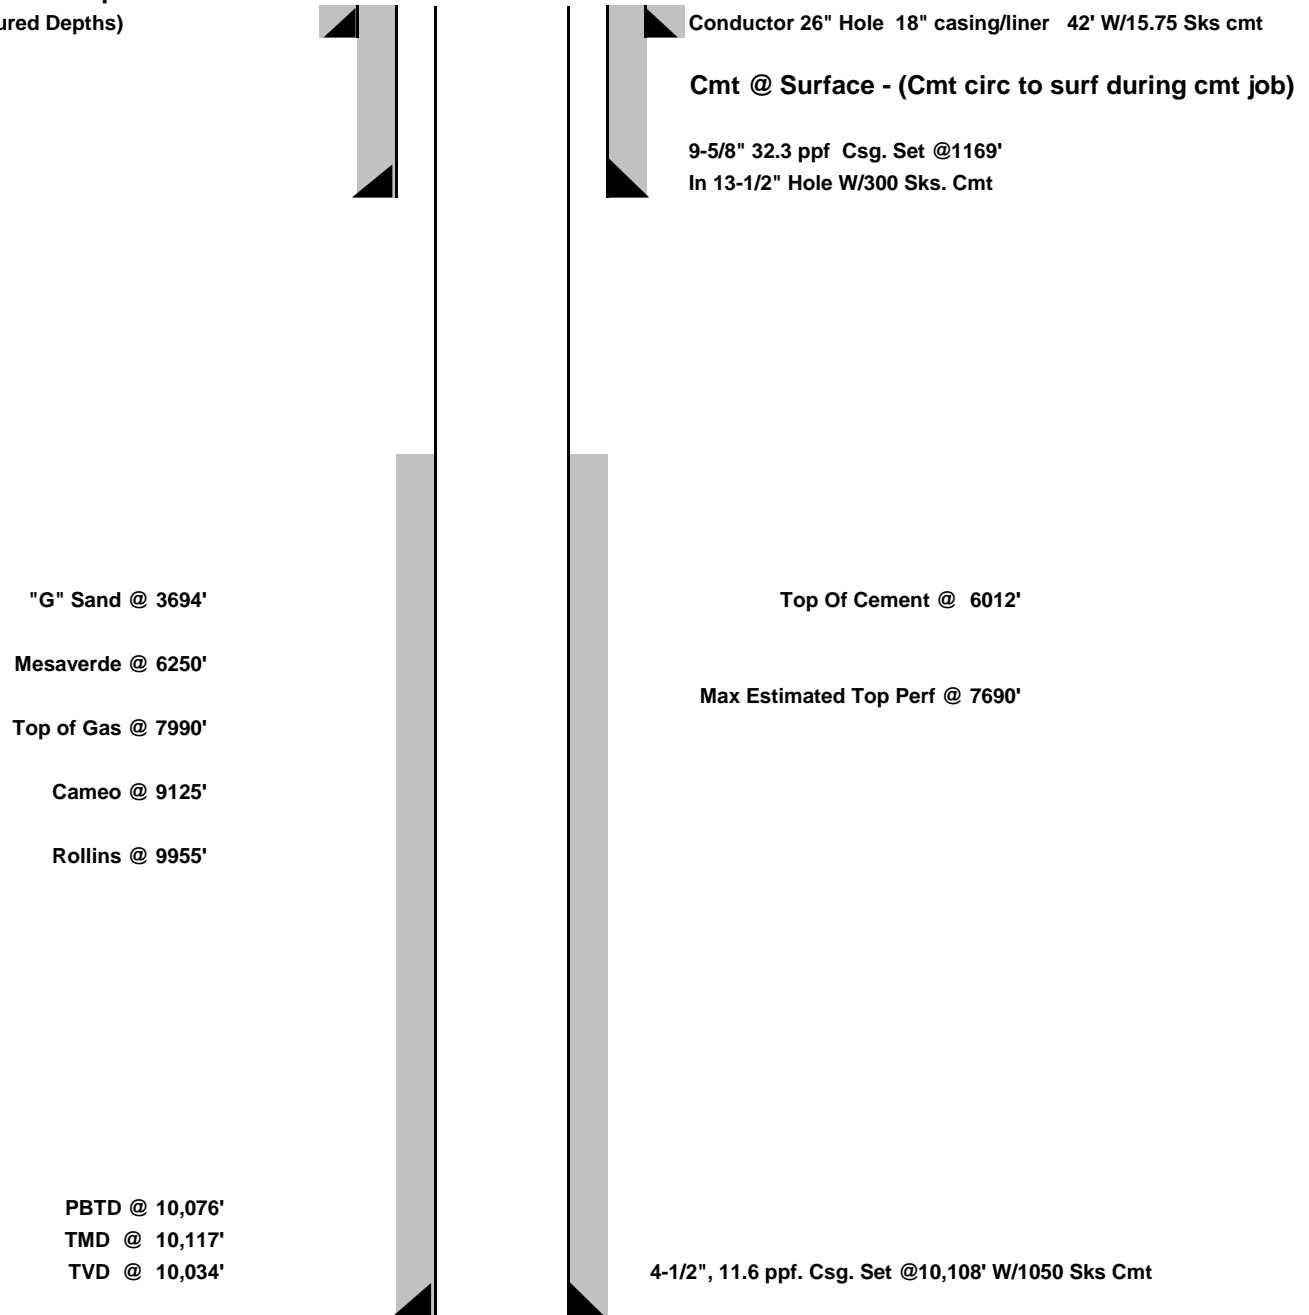 ured Depths)
Conductor 26" Hole 18" casing/liner 42' W/15.75 Sks cmt
Cmt @ Surface - (Cmt circ to surf during cmt job)
9-5/8" 32.3 ppf Csg. Set @1169'
In 13-1/2" Hole W/300 Sks. Cmt
"G" Sand @ 3694'
Top Of Cement @ 6012'
Mesaverde @ 6250'
Max Estimated Top Perf @ 7690'
Top of Gas @ 7990'
Cameo @ 9125'
Rollins @ 9955'
PBTD @ 10,076'
TMD @ 10,117'
TVD @ 10,034'
4-1/2", 11.6 ppf. Csg. Set @10,108' W/1050 Sks Cmt